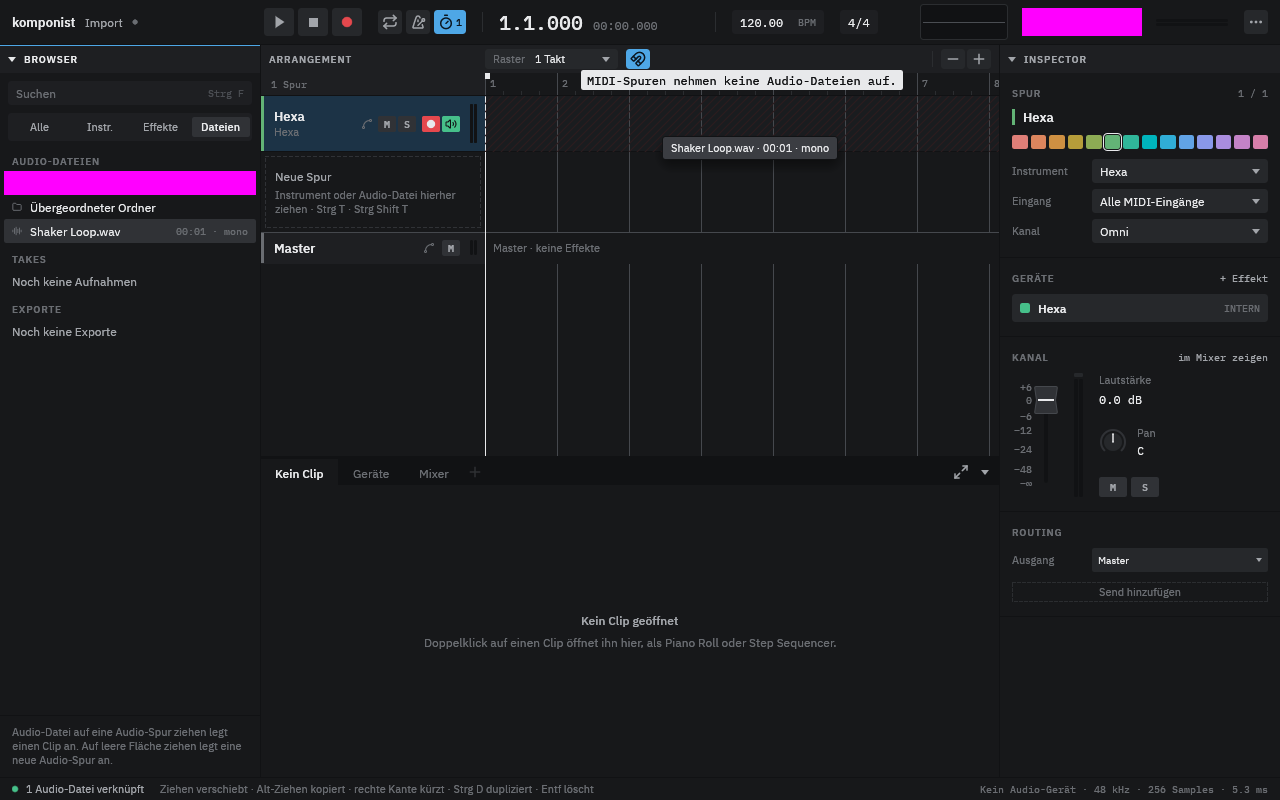 komponist Import
1
1.1.000 00:00.000
120.00 BPM
4/4
BROWSER
Suchen Strg F
Alle Instr. Effekte Dateien
AUDIO-DATEIEN
Übergeordneter Ordner
Shaker Loop.wav 00:01 · mono
TAKES
Noch keine Aufnahmen
EXPORTE
Noch keine Exporte
Audio-Datei auf eine Audio-Spur ziehen legt
einen Clip an. Auf leere Fläche ziehen legt eine
neue Audio-Spur an.
ARRANGEMENT
Raster 1 Takt
MIDI-Spuren nehmen keine Audio-Dateien auf.
1 Spur
1 2 7 8
Hexa
Hexa
M S
Shaker Loop.wav · 00:01 · mono
Neue Spur
Instrument oder Audio-Datei hierher
ziehen · Strg T · Strg Shift T
Master M
Master · keine Effekte
Kein Clip Geräte Mixer +
Kein Clip geöffnet
Doppelklick auf einen Clip öffnet ihn hier, als Piano Roll oder Step Sequencer.
INSPECTOR
SPUR 1 / 1
Hexa
Instrument Hexa
Eingang Alle MIDI-Eingänge
Kanal Omni
GERÄTE + Effekt
Hexa INTERN
KANAL im Mixer zeigen
+6
0
−6
−12
−24
−48
−∞
Lautstärke
0.0 dB
Pan
C
M S
ROUTING
Ausgang Master
Send hinzufügen
1 Audio-Datei verknüpft Ziehen verschiebt · Alt-Ziehen kopiert · rechte Kante kürzt · Strg D dupliziert · Entf löscht
Kein Audio-Gerät · 48 kHz · 256 Samples · 5.3 ms